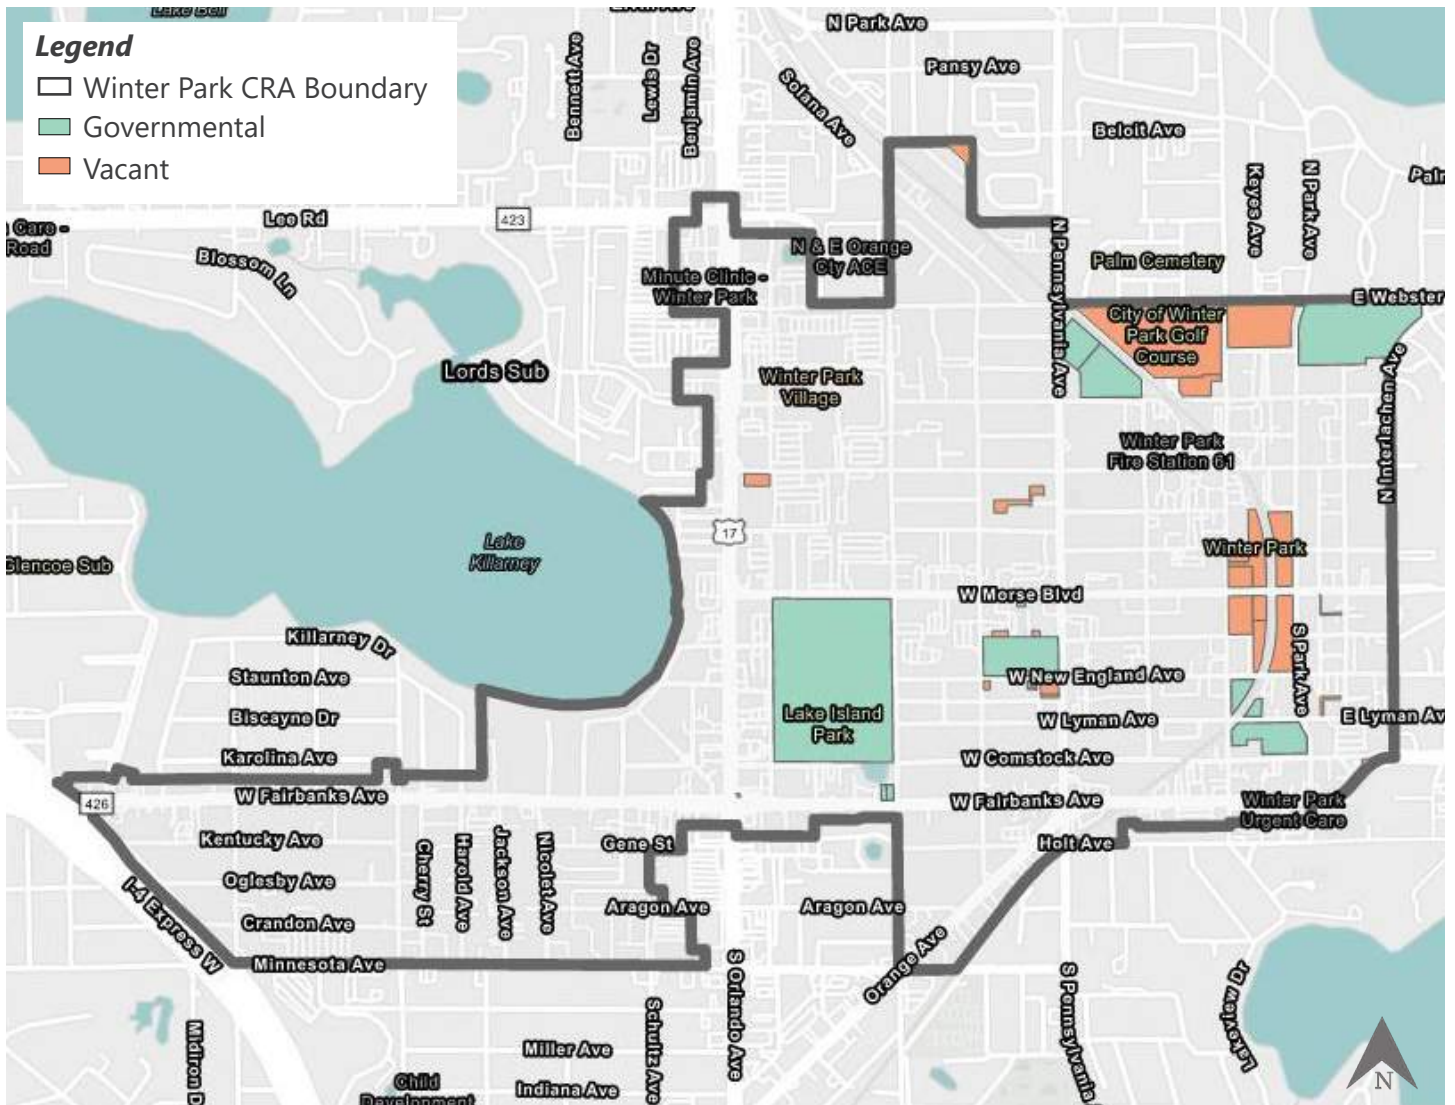 Lake Bell
Legend
Winter Park CRA Boundary
Governmental
Vacant
N Park Ave
Pansy Ave
Bennett Ave
Lewis Dr
Benjamin Ave
Solana Ave
Beloit Ave
Keyes Ave
N Park Ave
Lee Rd
423
Care -
Road
Blossom Ln
N & E Orange
Cty ACE
Minute Clinic -
Winter Park
N Pennsylvania Ave
Palm Cemetery
E Webster
City of Winter
Park Golf
Course
Lords Sub
Winter Park
Village
N Interlachen Ave
Winter Park
Fire Station 61
17
Lake
Killarney
Winter Park
Glencoe Sub
W Morse Blvd
Killarney Dr
Staunton Ave
W New England Ave
S Park Ave
Biscayne Dr
Lake Island
Park
W Lyman Ave
E Lyman Av
Karolina Ave
W Comstock Ave
W Fairbanks Ave
426
W Fairbanks Ave
Winter Park
Urgent Care
Kentucky Ave
Gene St
Holt Ave
Cherry St
Harold Ave
Jackson Ave
Nicolet Ave
Oglesby Ave
Aragon Ave
Aragon Ave
Crandon Ave
I-4 Express W
Minnesota Ave
Orange Ave
S Orlando Ave
S Pennsylvania
Lakeview Dr
Schultz Ave
Midiron D
Miller Ave
Indiana Ave
Child
Development
N